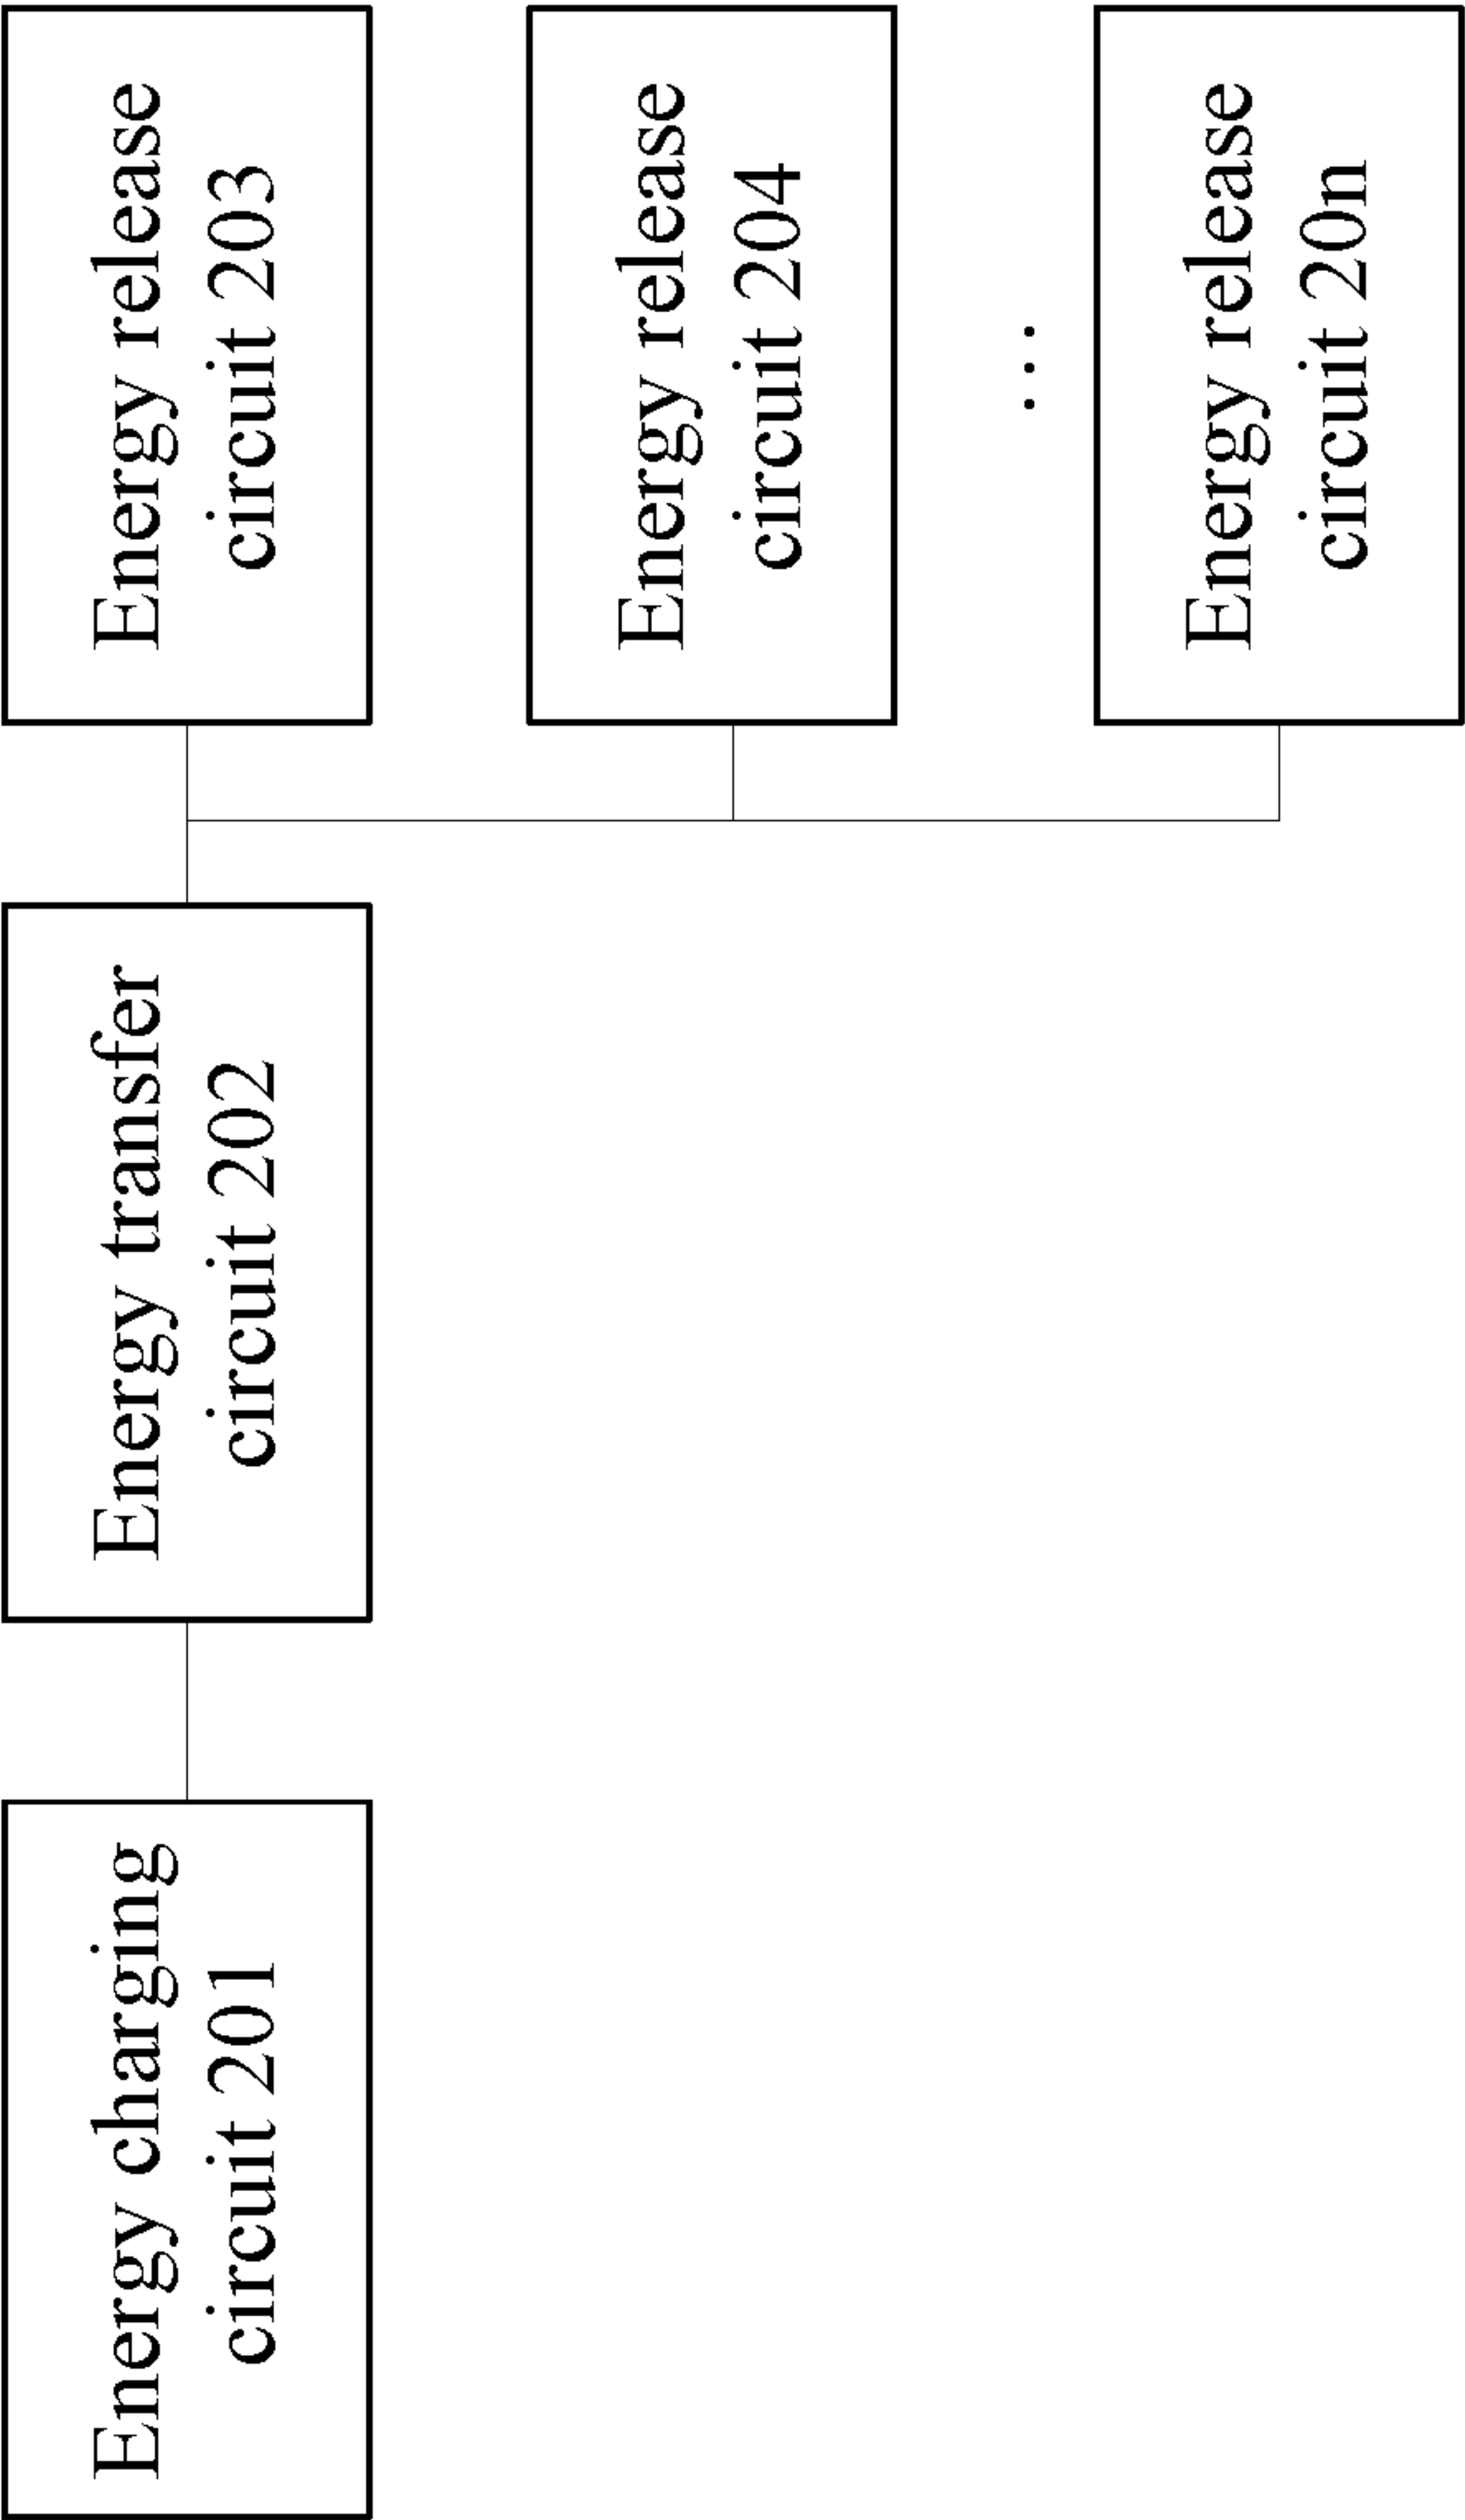 Energy charging
circuit 201
Energy transfer
circuit 202
Energy release
circuit 203
Energy release
circuit 204
...
Energy release
circuit 20n